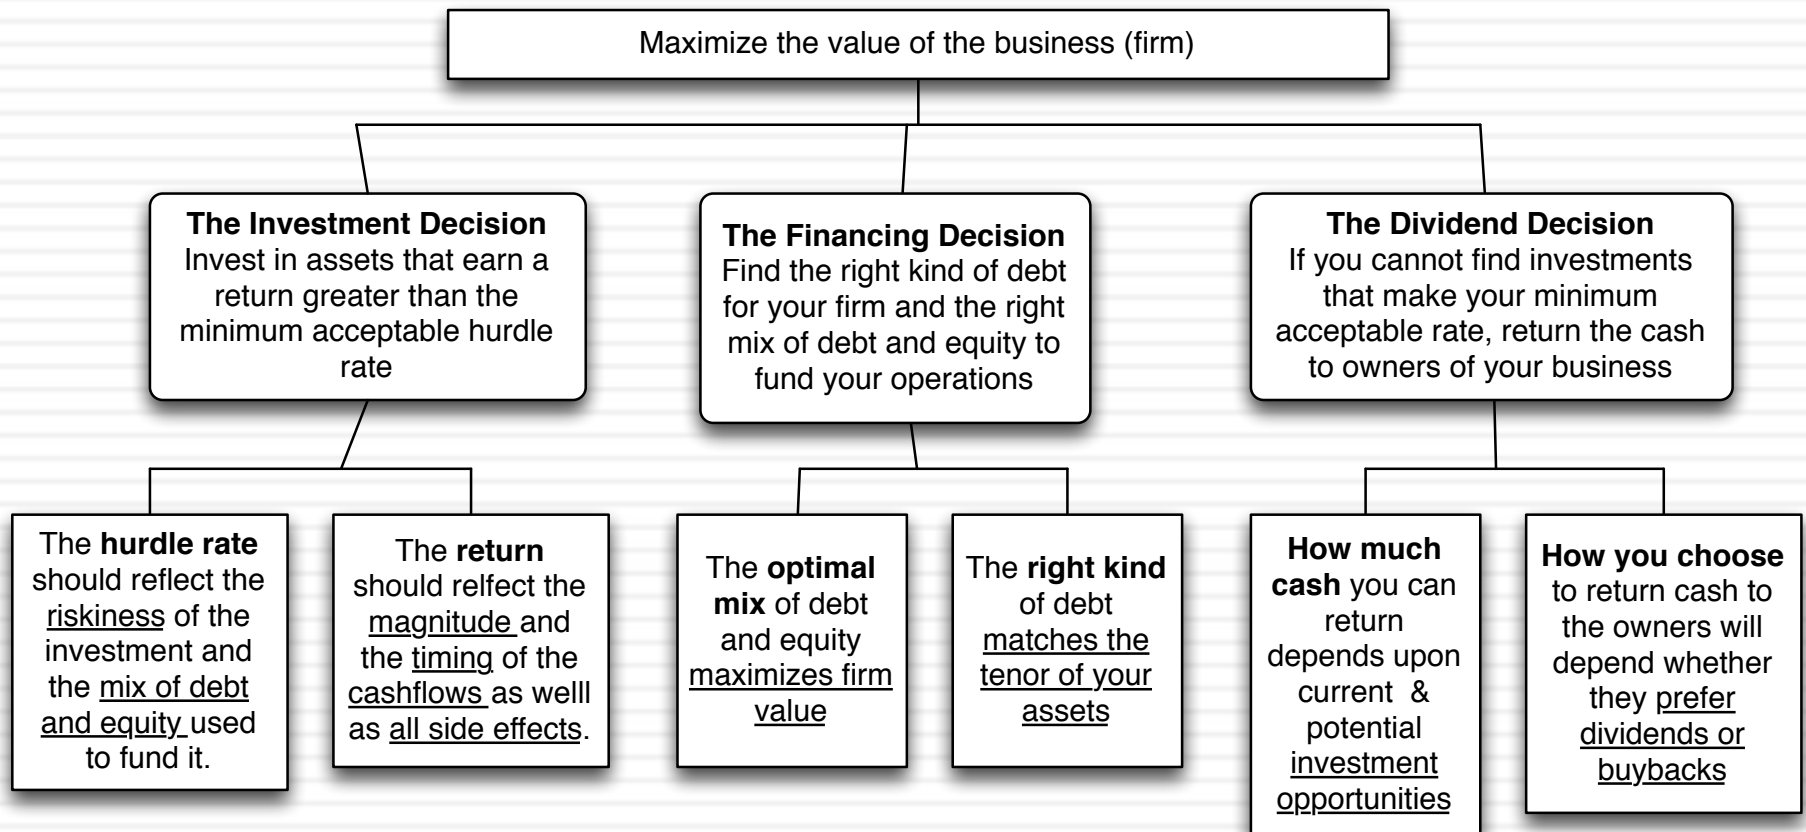 Maximize the value of the business (firm)
The Investment Decision
Invest in assets that earn a
return greater than the
minimum acceptable hurdle
rate
The Financing Decision
Find the right kind of debt
for your firm and the right
mix of debt and equity to
fund your operations
The Dividend Decision
If you cannot find investments
that make your minimum
acceptable rate, return the cash
to owners of your business
The hurdle rate
should reflect the
riskiness of the
investment and
the mix of debt
and equity used
to fund it.
The return
should relfect the
magnitude and
the timing of the
cashflows as welll
as all side effects.
The optimal
mix of debt
and equity
maximizes firm
value
The right kind
of debt
matches the
tenor of your
assets
How much
cash you can
return
depends upon
current &
potential
investment
opportunities
How you choose
to return cash to
the owners will
depend whether
they prefer
dividends or
buybacks